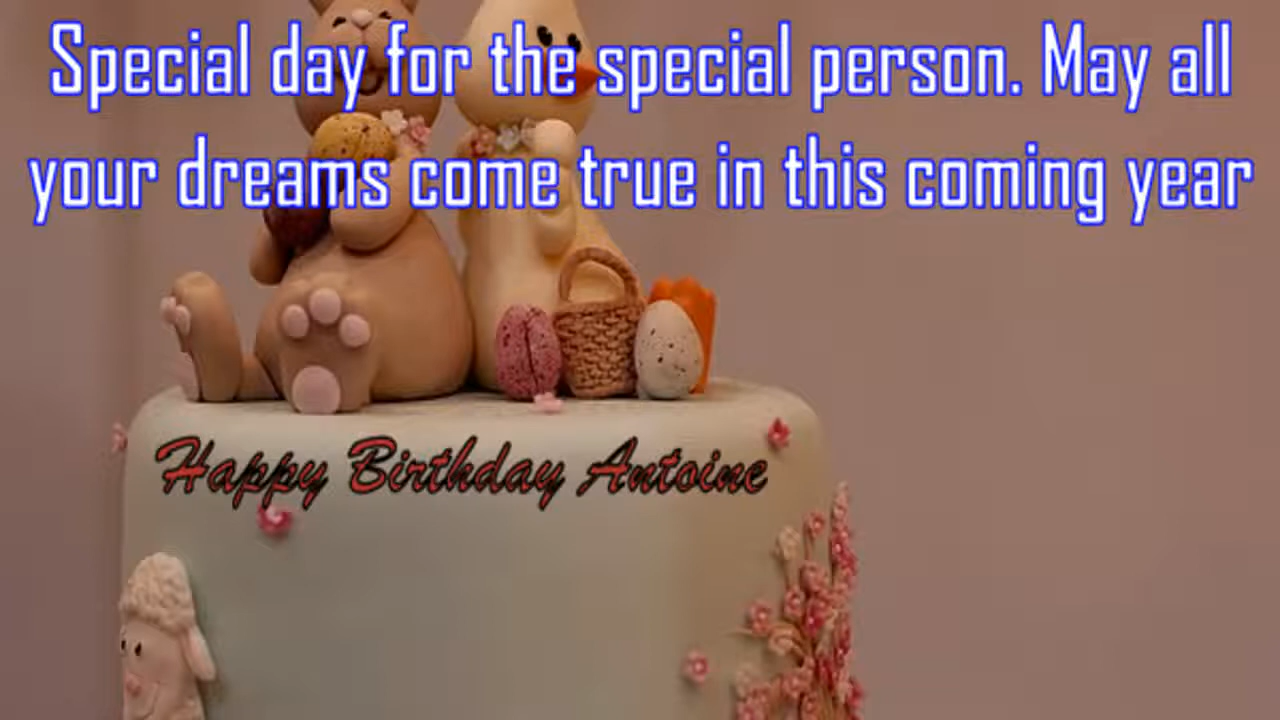 Special day for the special person. May all
your dreams come true in this coming year
Happy Birthday Antoine